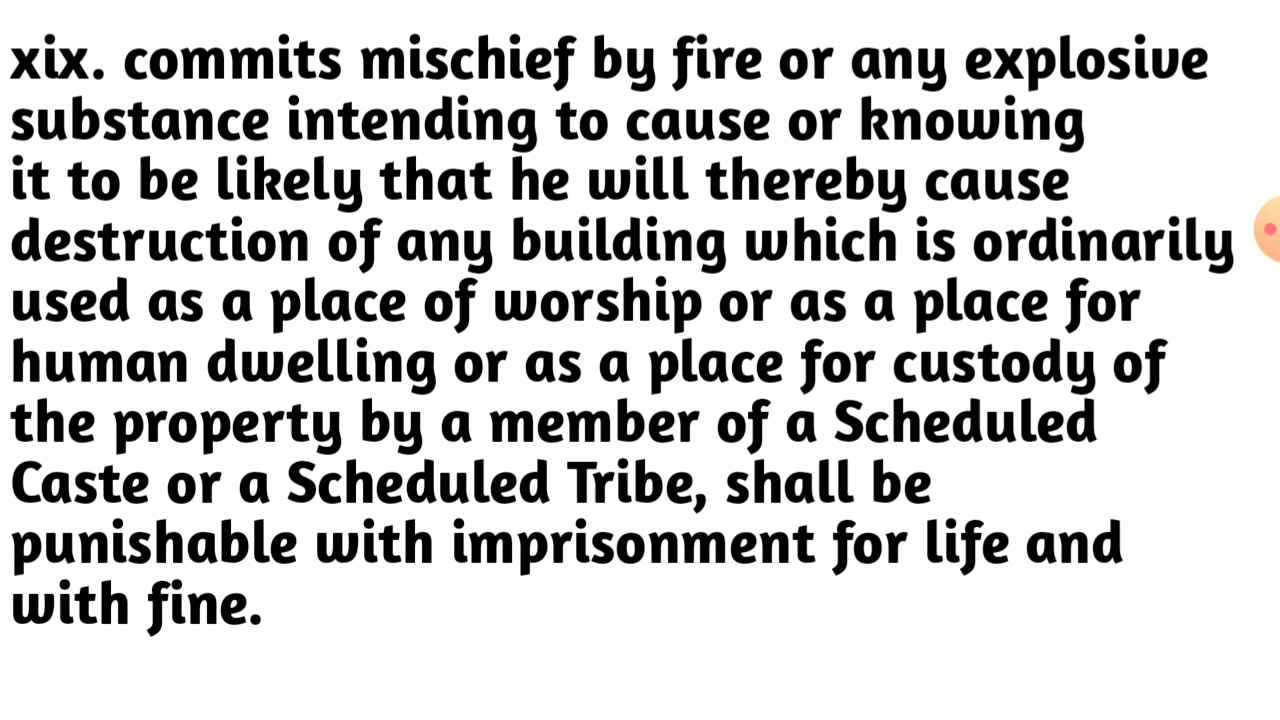 xix. commits mischief by fire or any explosive
substance intending to cause or knowing
it to be likely that he will thereby cause
destruction of any building which is ordinarily
used as a place of worship or as a place for
human dwelling or as a place for custody of
the property by a member of a Scheduled
Caste or a Scheduled Tribe, shall be
punishable with imprisonment for life and
with fine.